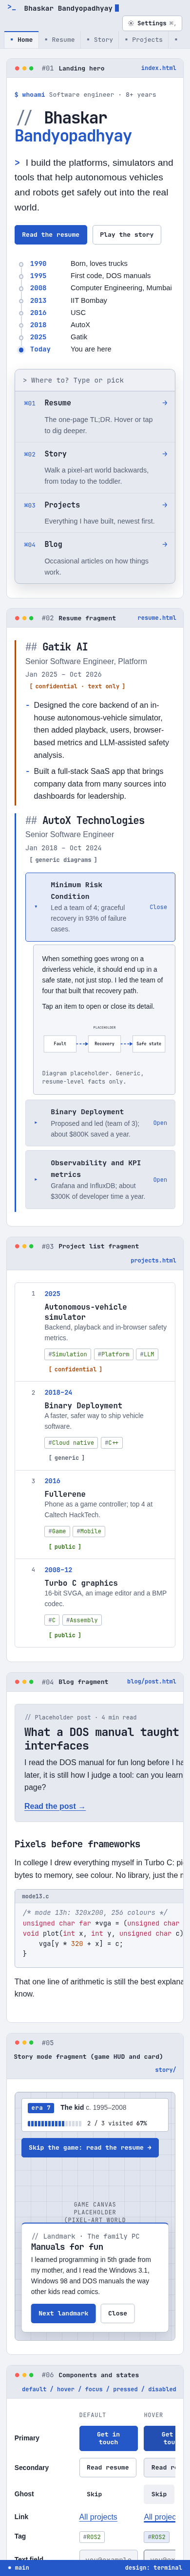 >_ Bhaskar Bandyopadhyay
Settings ⌘,
Home Resume Story Projects
#01 Landing hero index.html
$ whoami Software engineer · 8+ years
// Bhaskar
Bandyopadhyay
> I build the platforms, simulators and
tools that help autonomous vehicles
and robots get safely out into the real
world.
Read the resume Play the story
1990 Born, loves trucks
1995 First code, DOS manuals
2008 Computer Engineering, Mumbai
2013 IIT Bombay
2016 USC
2018 AutoX
2025 Gatik
Today You are here
> Where to? Type or pick
⌘01 Resume →
The one-page TL;DR. Hover or tap
to dig deeper.
⌘02 Story →
Walk a pixel-art world backwards,
from today to the toddler.
⌘03 Projects →
Everything I have built, newest first.
⌘04 Blog →
Occasional articles on how things
work.
#02 Resume fragment resume.html
## Gatik AI
Senior Software Engineer, Platform
Jan 2025 – Oct 2026
[ confidential · text only ]
- Designed the core backend of an in-
house autonomous-vehicle simulator,
then added playback, users, browser-
based metrics and LLM-assisted safety
analysis.
- Built a full-stack SaaS app that brings
company data from many sources into
dashboards for leadership.
## AutoX Technologies
Senior Software Engineer
Jan 2018 – Oct 2024
[ generic diagrams ]
Minimum Risk
Condition
Led a team of 4; graceful
recovery in 93% of failure
cases.
Close
When something goes wrong on a
driverless vehicle, it should end up in a
safe state, not just stop. I led the team of
four that built that recovery path.
Tap an item to open or close its detail.
PLACEHOLDER
Fault Recovery Safe state
Diagram placeholder. Generic,
resume-level facts only.
Binary Deployment
Proposed and led (team of 3);
about $800K saved a year.
Open
Observability and KPI
metrics
Grafana and InfluxDB; about
$300K of developer time a year.
Open
#03 Project list fragment
projects.html
1 2025
Autonomous-vehicle
simulator
Backend, playback and in-browser safety
metrics.
#Simulation #Platform #LLM
[ confidential ]
2 2018–24
Binary Deployment
A faster, safer way to ship vehicle
software.
#Cloud native #C++
[ generic ]
3 2016
Fullerene
Phone as a game controller; top 4 at
Caltech HackTech.
#Game #Mobile
[ public ]
4 2008–12
Turbo C graphics
16-bit SVGA, an image editor and a BMP
codec.
#C #Assembly
[ public ]
#04 Blog fragment blog/post.html
// Placeholder post · 4 min read
What a DOS manual taught
interfaces
I read the DOS manual for fun long before I ha
later, it is still how I judge a tool: can you learn
page?
Read the post →
Pixels before frameworks
In college I drew everything myself in Turbo C: pi
bytes to memory, see colour. No library, just the n
mode13.c
/* mode 13h: 320x200, 256 colours */
unsigned char far *vga = (unsigned char
void plot(int x, int y, unsigned char c)
vga[y * 320 + x] = c;
}
That one line of arithmetic is still the best explana
know.
#05
Story mode fragment (game HUD and card)
story/
era 7 The kid c. 1995–2008
2 / 3 visited 67%
Skip the game: read the resume →
GAME CANVAS
PLACEHOLDER
(PIXEL-ART WORLD
// Landmark · The family PC
Manuals for fun
I learned programming in 5th grade from
my mother, and I read the Windows 3.1,
Windows 98 and DOS manuals the way
other kids read comics.
Next landmark Close
#06 Components and states
default / hover / focus / pressed / disabled
DEFAULT HOVER
Primary Get in
touch Get
tou
Secondary Read resume Read r
Ghost Skip Skip
Link All projects All projec
Tag #ROS2 #ROS2
Text field
main design: terminal